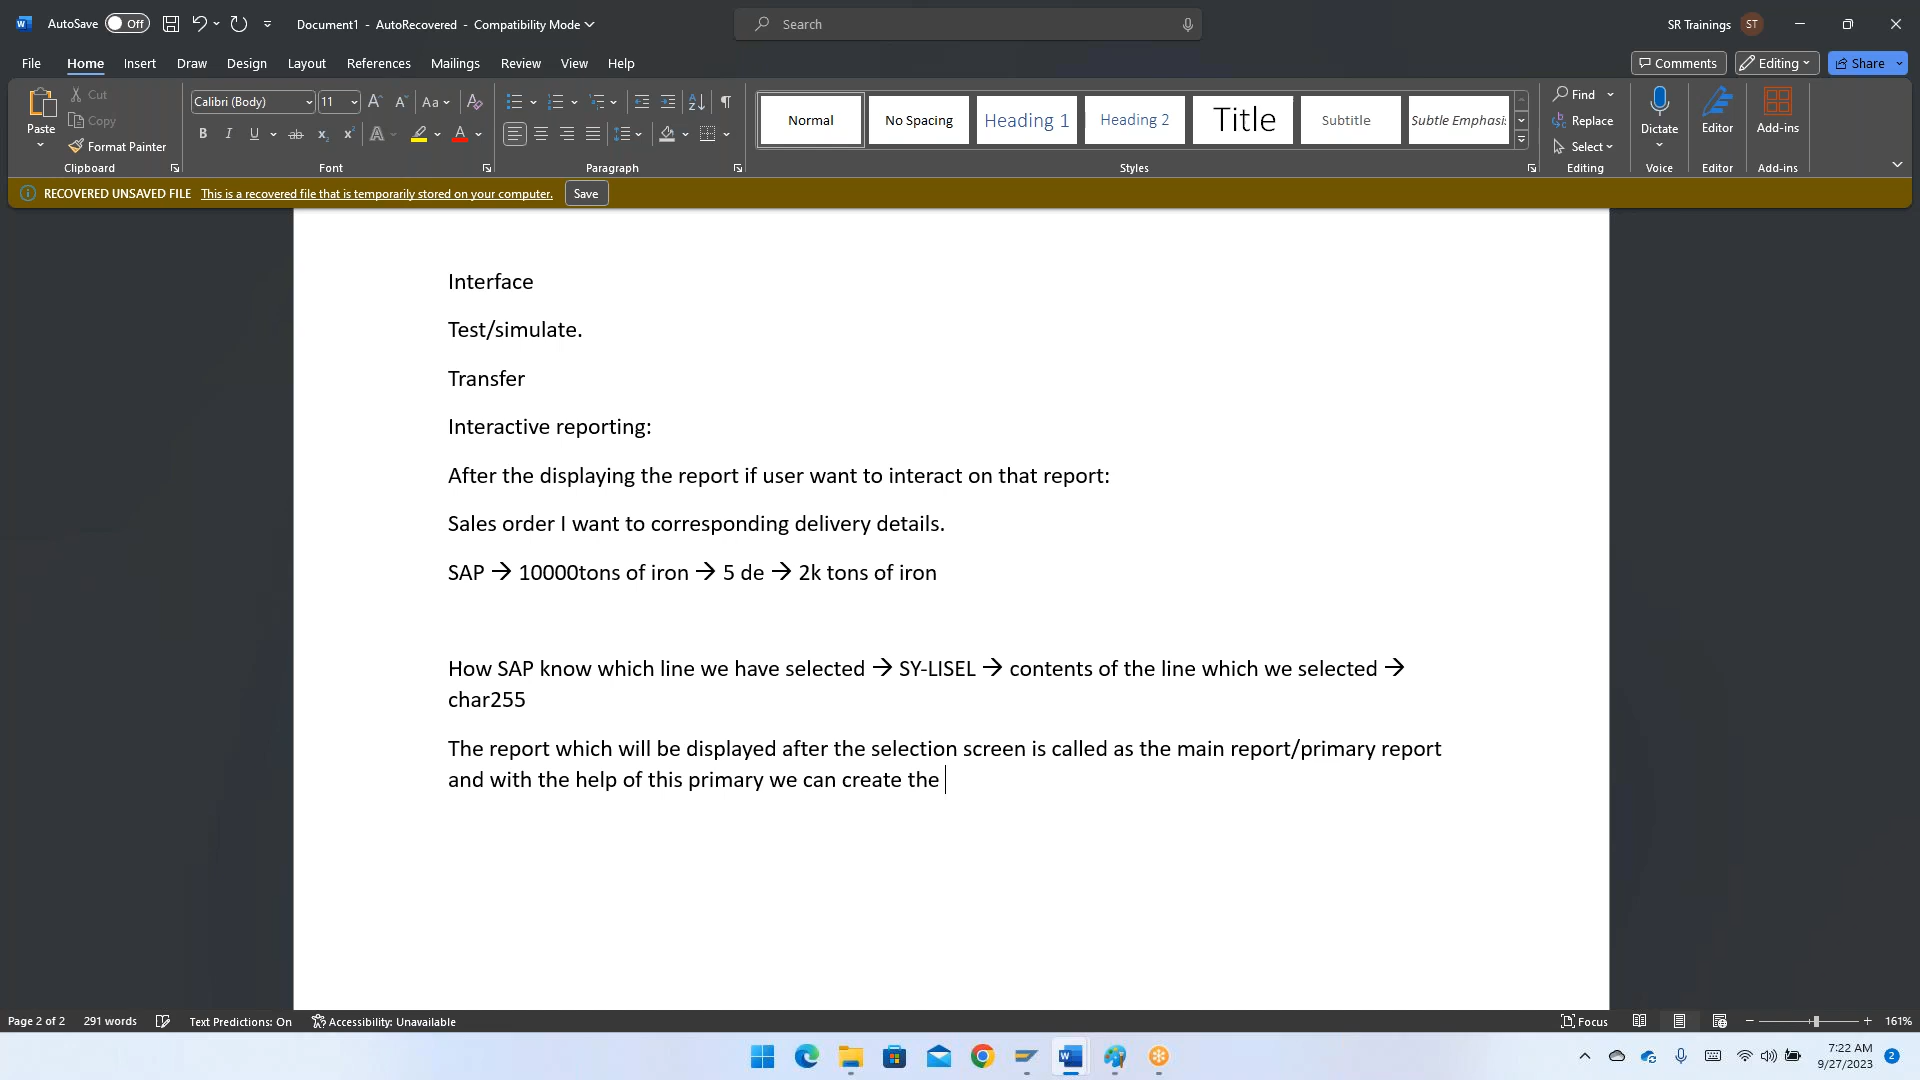 AutoSave Off Document1 - AutoRecovered - Compatibility Mode Search SR Trainings ST
File Home Insert Draw Design Layout References Mailings Review View Help Comments Editing Share
Paste Cut Copy Format Painter Clipboard
Calibri (Body) 11 Aa
B I U ab x₂ x² A A Font
Paragraph
Normal No Spacing Heading 1 Heading 2 Title Subtitle Subtle Emphasi: Styles
Find Replace Select Editing
Dictate Voice
Editor Editor
Add-ins Add-ins
RECOVERED UNSAVED FILE This is a recovered file that is temporarily stored on your computer. Save
Interface
Test/simulate.
Transfer
Interactive reporting:
After the displaying the report if user want to interact on that report:
Sales order I want to corresponding delivery details.
SAP → 10000tons of iron → 5 de → 2k tons of iron
How SAP know which line we have selected → SY-LISEL → contents of the line which we selected →
char255
The report which will be displayed after the selection screen is called as the main report/primary report
and with the help of this primary we can create the
Page 2 of 2 291 words Text Predictions: On Accessibility: Unavailable Focus 161%
7:22 AM
9/27/2023 2